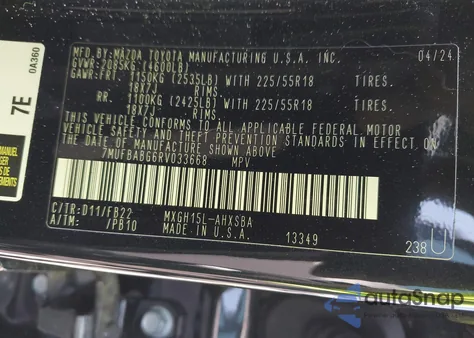 MFD.BY:MAZDA TOYOTA MANUFACTURING U.S.A. INC. 04/24
GVWR:2085KG (4600LB)
GAWR:FRT. 1150KG (2535LB) WITH 225/55R18 TIRES.
18X7J RIMS.
RR. 1100KG (2425LB) WITH 225/55R18 TIRES.
18X7J RIMS.
THIS VEHICLE CONFORMS TO ALL APPLICABLE FEDERAL MOTOR
VEHICLE SAFETY AND THEFT PREVENTION STANDARDS IN EFFECT ON
THE DATE OF MANUFACTURE SHOWN ABOVE.
7MUFBABG6RV033668 MPV
C/TR:D11/FB22 MXGH15L-AHXSBA
A/TM: /PB10 MADE IN U.S.A. 13349 238U
0A360
7E
MANUEL
autoSnap